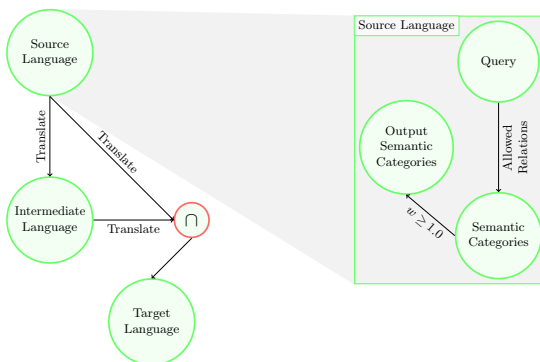 Source
Language
Translate
Translate
Intermediate
Language
Translate
∩
Target
Language
Source Language
Query
Allowed
Relations
Output
Semantic
Categories
w ≥ 1.0
Semantic
Categories